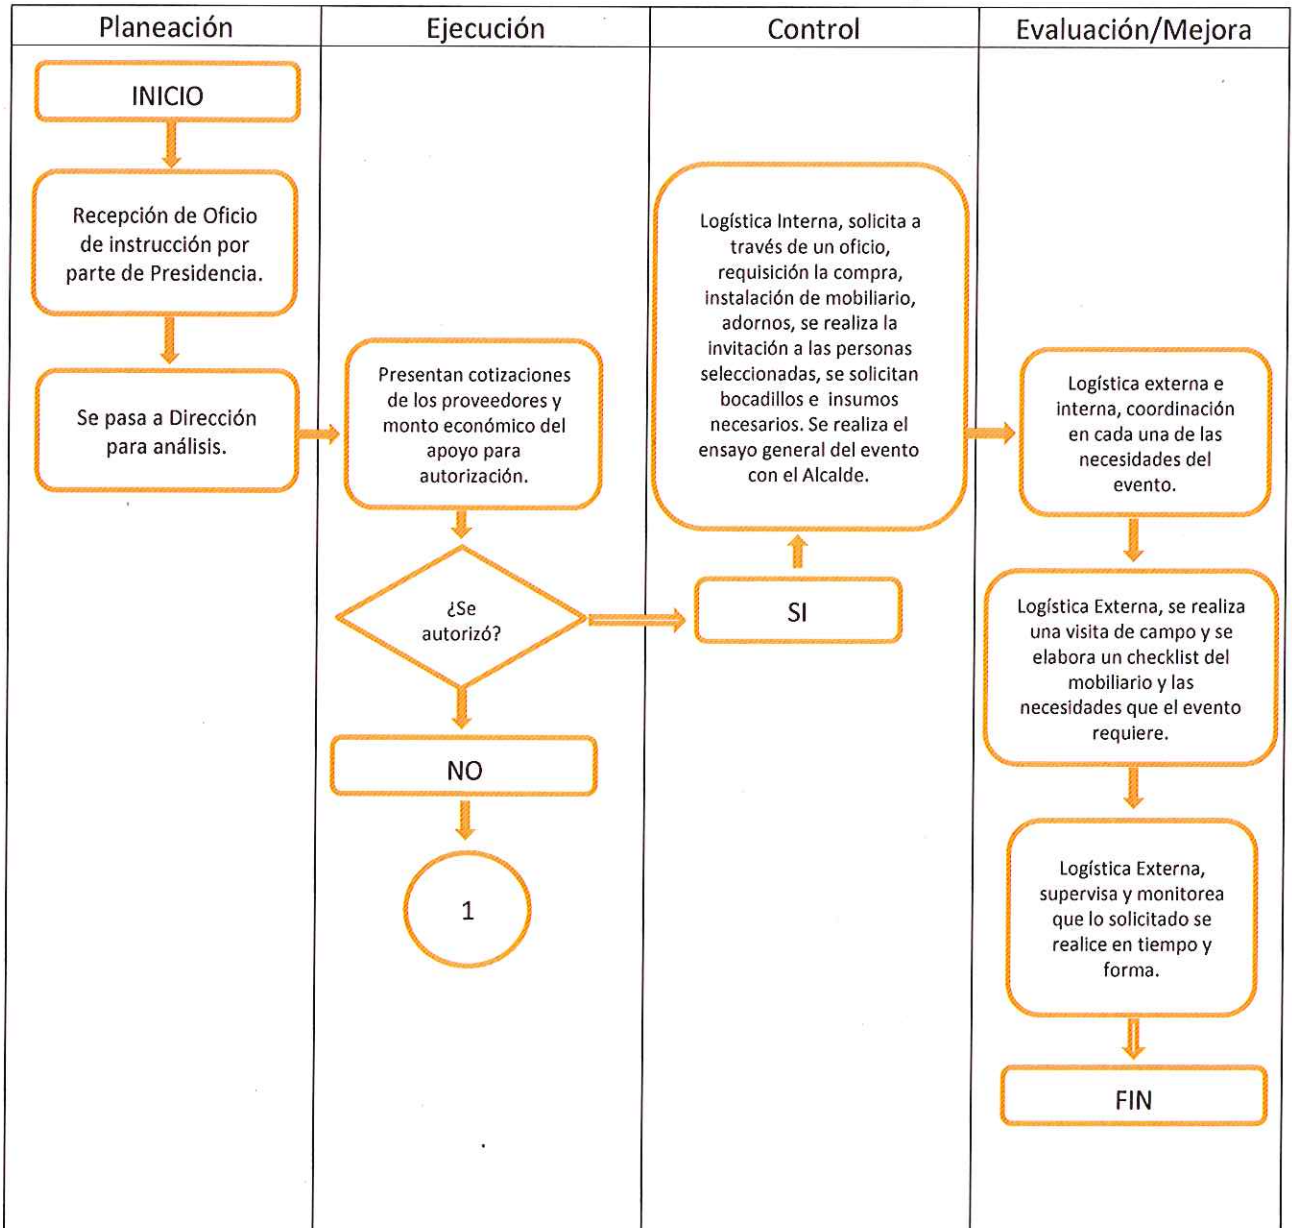 Planeación
Ejecución
Control
Evaluación/Mejora
INICIO
Recepción de Oficio
de instrucción por
parte de Presidencia.
Se pasa a Dirección
para análisis.
Presentan cotizaciones
de los proveedores y
monto económico del
apoyo para
autorización.
¿Se
autorizó?
NO
1
SI
Logística Interna, solicita a
través de un oficio,
requisición la compra,
instalación de mobiliario,
adornos, se realiza la
invitación a las personas
seleccionadas, se solicitan
bocadillos e insumos
necesarios. Se realiza el
ensayo general del evento
con el Alcalde.
Logística externa e
interna, coordinación
en cada una de las
necesidades del
evento.
Logística Externa, se realiza
una visita de campo y se
elabora un checklist del
mobiliario y las
necesidades que el evento
requiere.
Logística Externa,
supervisa y monitorea
que lo solicitado se
realice en tiempo y
forma.
FIN